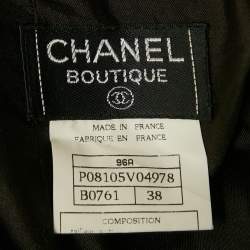 CHANEL
BOUTIQUE
MADE IN FRANCE
FABRIQUE EN FRANCE
96A
P08105V04978
B0761 38
COMPOSITION